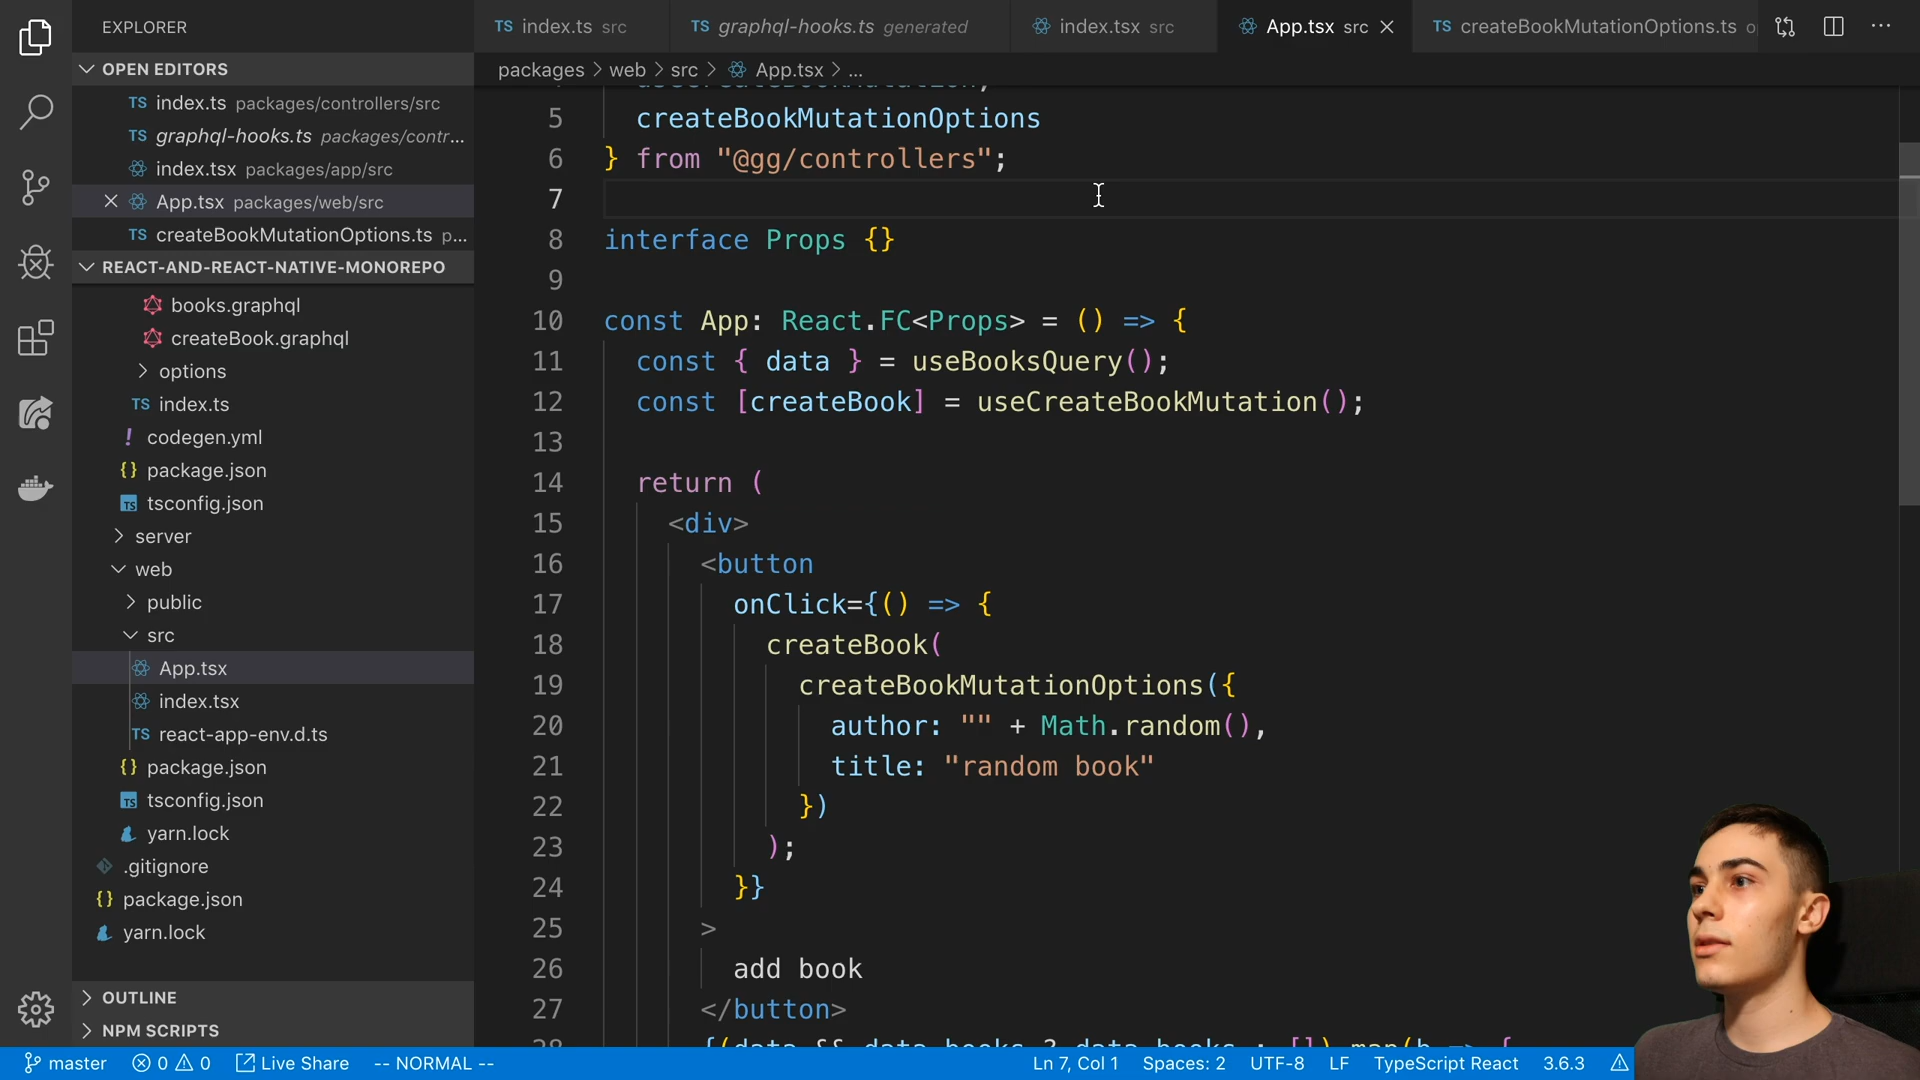 EXPLORER
OPEN EDITORS
TS index.ts packages/controllers/src
TS graphql-hooks.ts packages/contr...
index.tsx packages/app/src
App.tsx packages/web/src
TS createBookMutationOptions.ts p...
REACT-AND-REACT-NATIVE-MONOREPO
books.graphql
createBook.graphql
options
TS index.ts
! codegen.yml
{} package.json
TS tsconfig.json
server
web
public
src
App.tsx
index.tsx
TS react-app-env.d.ts
{} package.json
TS tsconfig.json
yarn.lock
.gitignore
{} package.json
yarn.lock
OUTLINE
NPM SCRIPTS
TS index.ts src
TS graphql-hooks.ts generated
index.tsx src
App.tsx src
TS createBookMutationOptions.ts
packages > web > src > App.tsx > ...
5 createBookMutationOptions
6 } from "@gg/controllers";
7
8 interface Props {}
9
10 const App: React.FC<Props> = () => {
11 const { data } = useBooksQuery();
12 const [createBook] = useCreateBookMutation();
13
14 return (
15 <div>
16 <button
17 onClick={() => {
18 createBook(
19 createBookMutationOptions({
20 author: "" + Math.random(),
21 title: "random book"
22 })
23 );
24 }}
25 >
26 add book
27 </button>
28 {(data && data.books ? data.books : []).map(b => {
master 0 0 Live Share -- NORMAL -- Ln 7, Col 1 Spaces: 2 UTF-8 LF TypeScript React 3.6.3